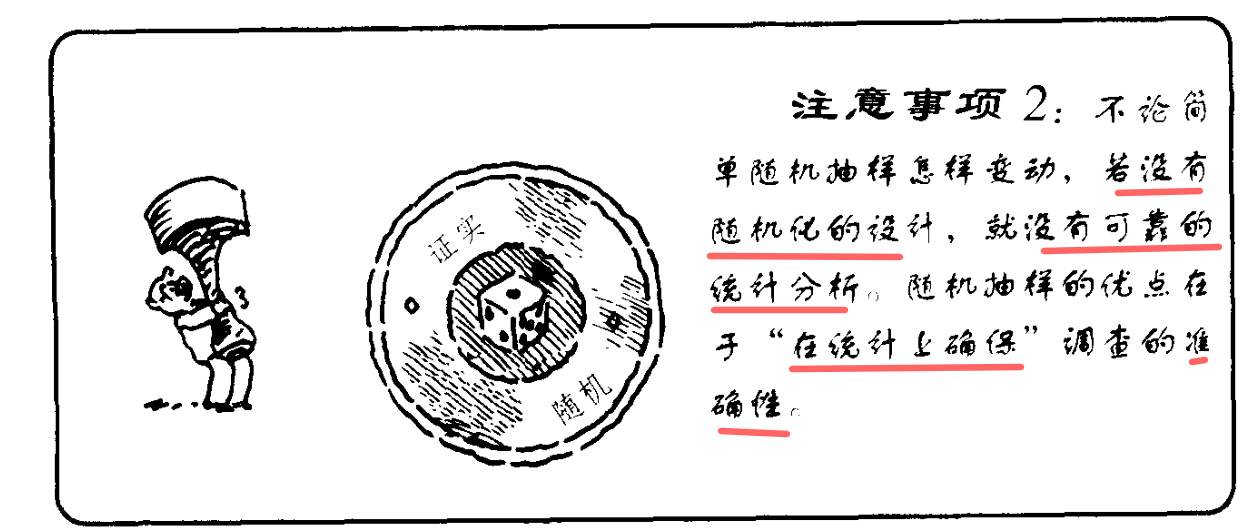 注意事项 2：不论简
单随机抽样怎样变动，若没有
随机化的设计，就没有可靠的
统计分析。随机抽样的优点在
于“在统计上确保”调查的准
确性。
证实
随机